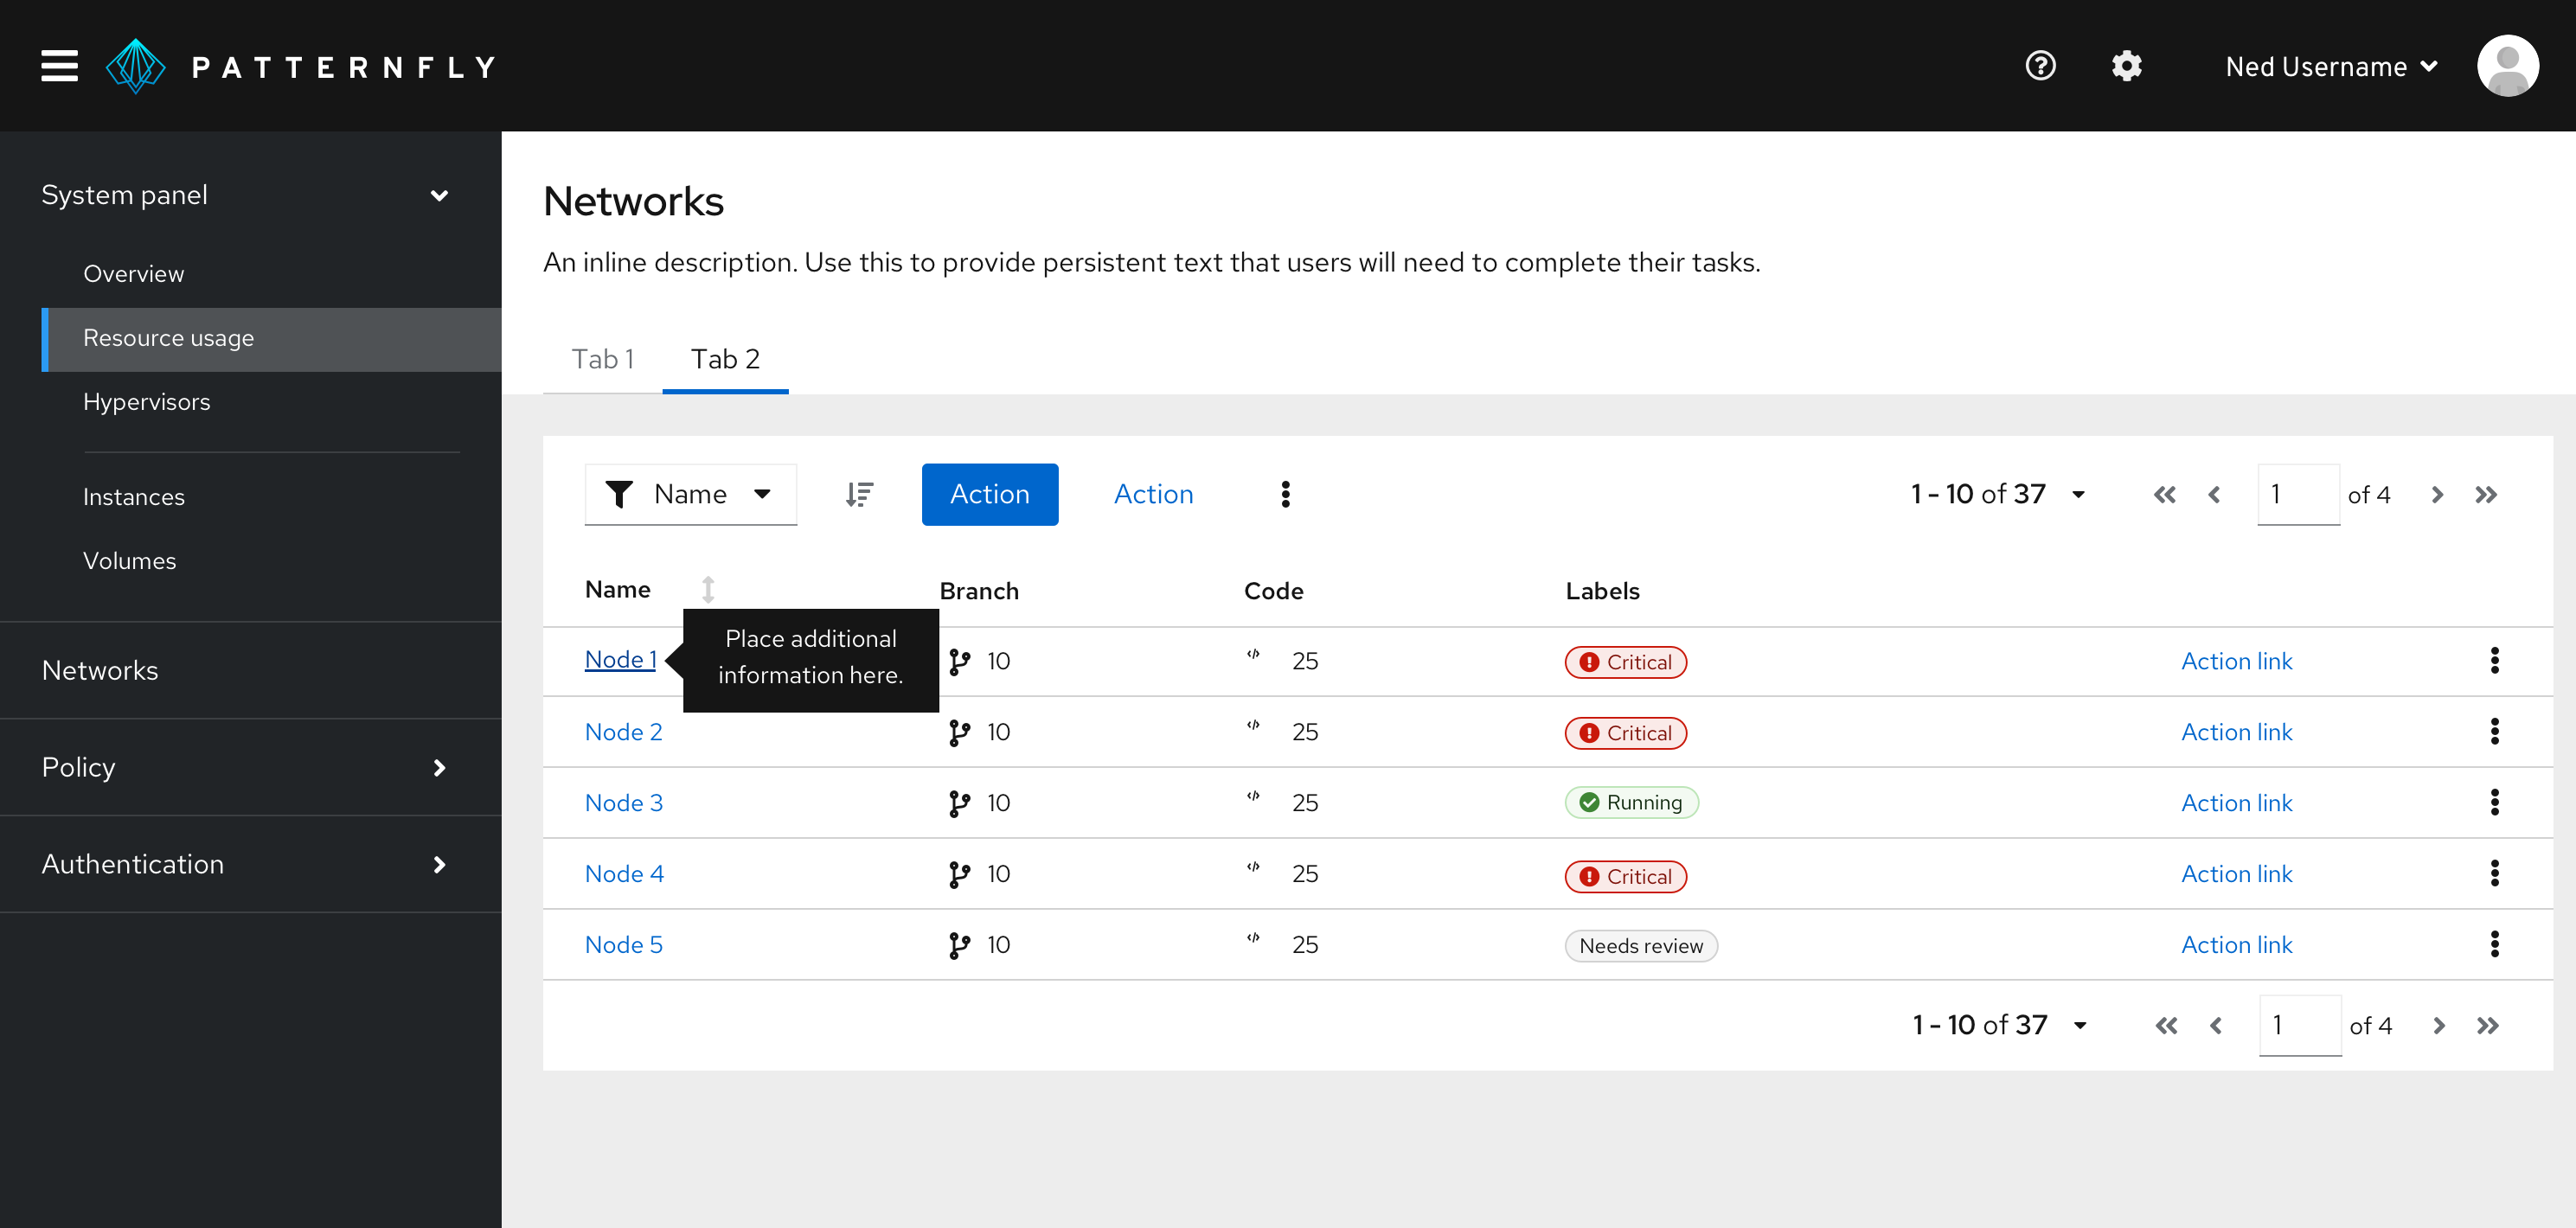 PATTERNFLY
Ned Username
System panel
Overview
Resource usage
Hypervisors
Instances
Volumes
Networks
Policy
Authentication
Networks
An inline description. Use this to provide persistent text that users will need to complete their tasks.
Tab 1 Tab 2
Name Action Action 1 - 10 of 37 1 of 4
Name Branch Code Labels
Node 1 10 25 Critical Action link
Place additional
information here.
Node 2 10 25 Critical Action link
Node 3 10 25 Running Action link
Node 4 10 25 Critical Action link
Node 5 10 25 Needs review Action link
1 - 10 of 37 1 of 4